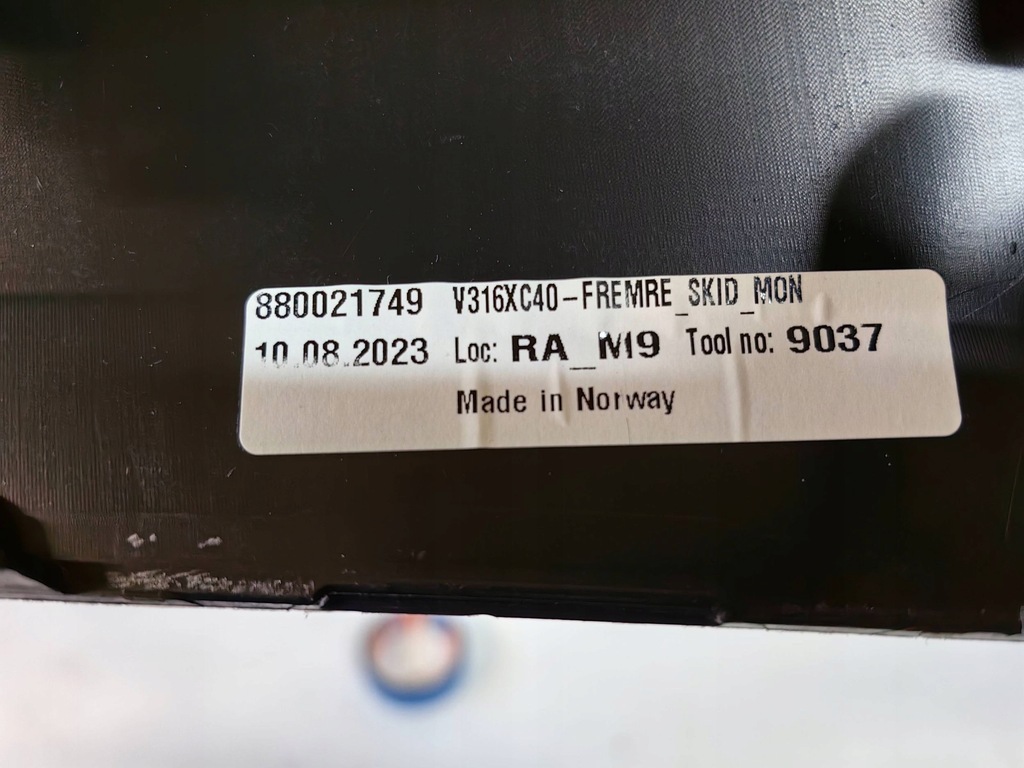 880021749 V316XC40-FREMRE_SKID_MON
10.08.2023 Loc: RA_M9 Tool no: 9037
Made in Norway